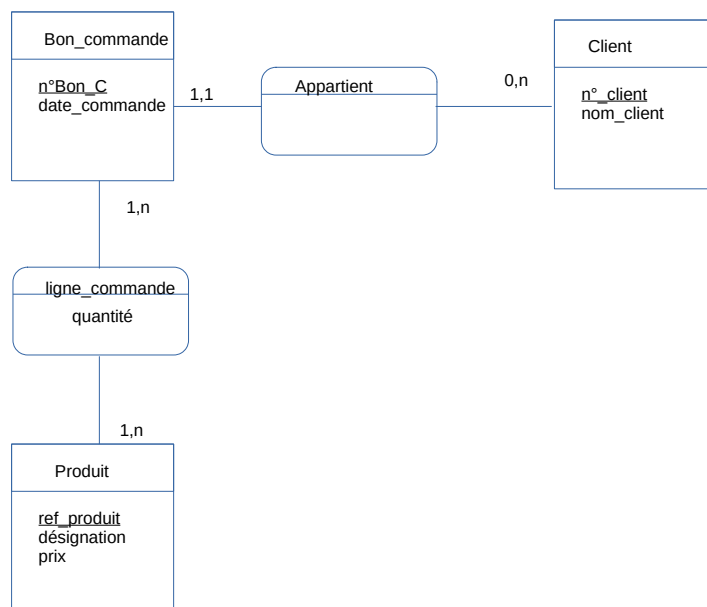 Bon_commande
n°Bon_C
date_commande
1,1
Appartient
0,n
Client
n°_client
nom_client
1,n
ligne_commande
quantité
1,n
Produit
ref_produit
désignation
prix